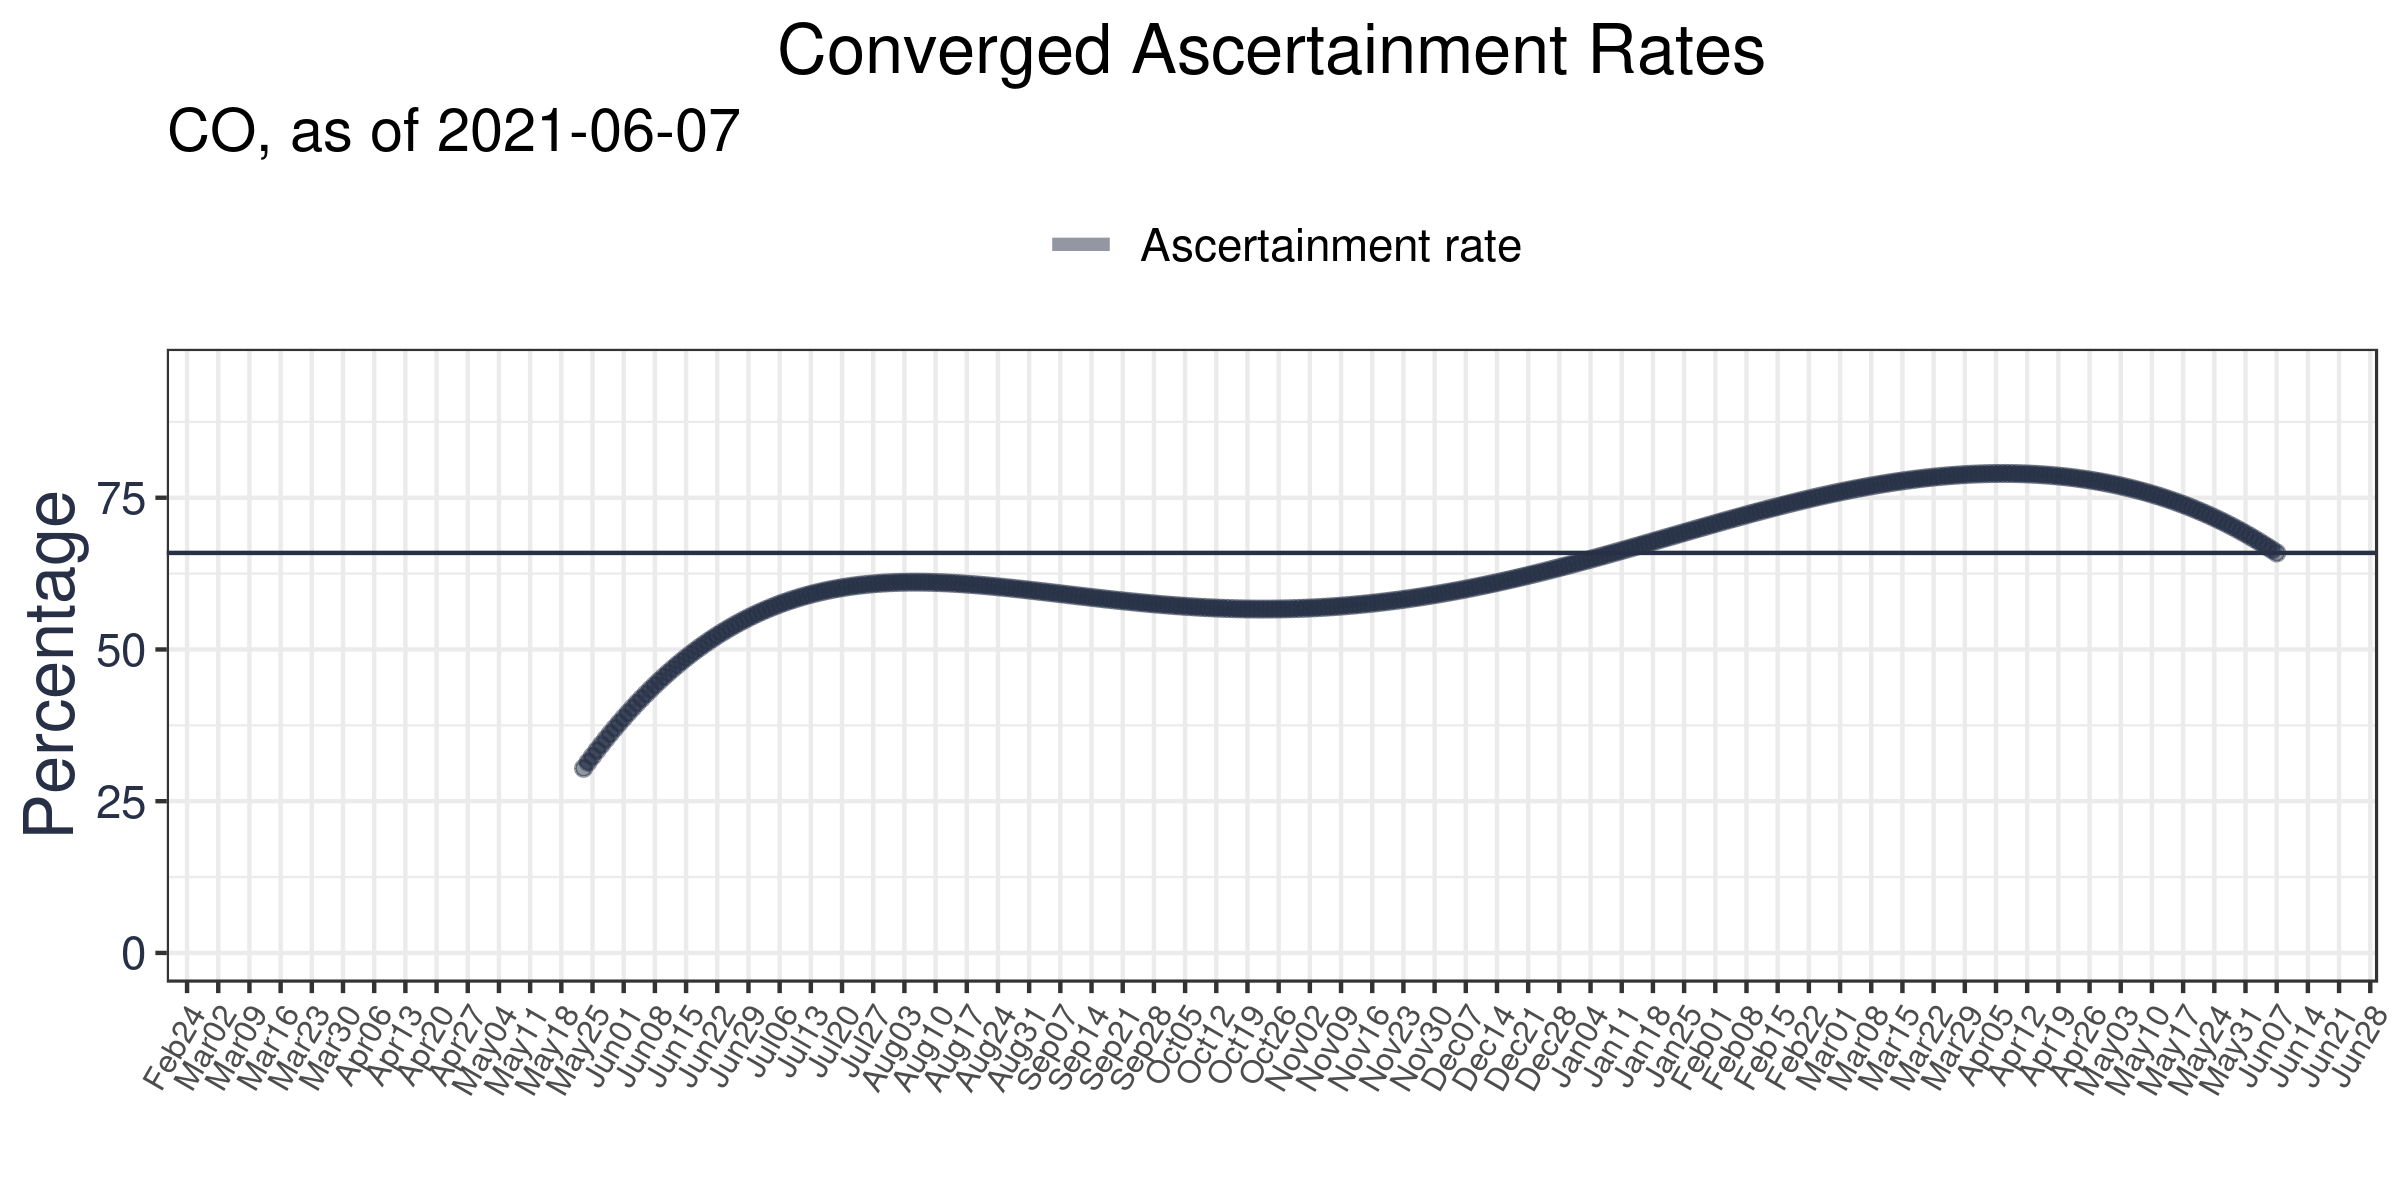 Converged Ascertainment Rates
CO, as of 2021-06-07
Ascertainment rate
Percentage
75
50
25
0
Feb24 Mar02 Mar09 Mar16 Mar23 Mar30 Apr06 Apr13 Apr20 Apr27 May04 May11 May18 May25 Jun01 Jun08 Jun15 Jun22 Jun29 Jul06 Jul13 Jul20 Jul27 Aug03 Aug10 Aug17 Aug24 Aug31 Sep07 Sep14 Sep21 Sep28 Oct05 Oct12 Oct19 Oct26 Nov02 Nov09 Nov16 Nov23 Nov30 Dec07 Dec14 Dec21 Dec28 Jan04 Jan11 Jan18 Jan25 Feb01 Feb08 Feb15 Feb22 Mar01 Mar08 Mar15 Mar22 Mar29 Apr05 Apr12 Apr19 Apr26 May03 May10 May17 May24 May31 Jun07 Jun14 Jun21 Jun28